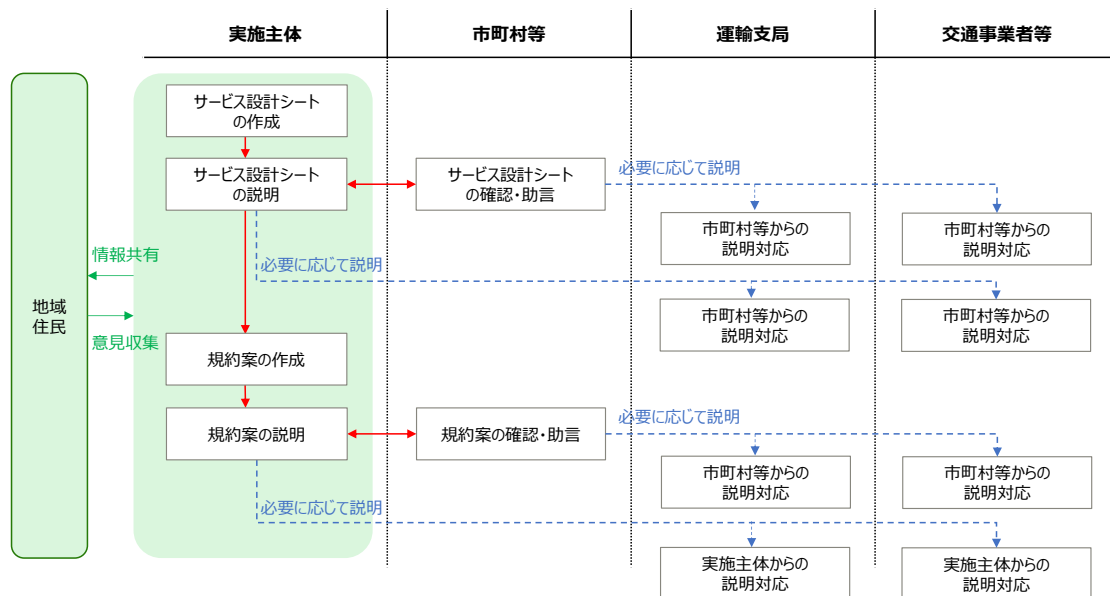 実施主体
市町村等
運輸支局
交通事業者等
サービス設計シート
の作成
サービス設計シート
の説明
サービス設計シート
の確認・助言
必要に応じて説明
市町村等からの
説明対応
市町村等からの
説明対応
情報共有
必要に応じて説明
地域
住民
意見収集
市町村等からの
説明対応
市町村等からの
説明対応
規約案の作成
規約案の説明
規約案の確認・助言
必要に応じて説明
市町村等からの
説明対応
市町村等からの
説明対応
必要に応じて説明
実施主体からの
説明対応
実施主体からの
説明対応